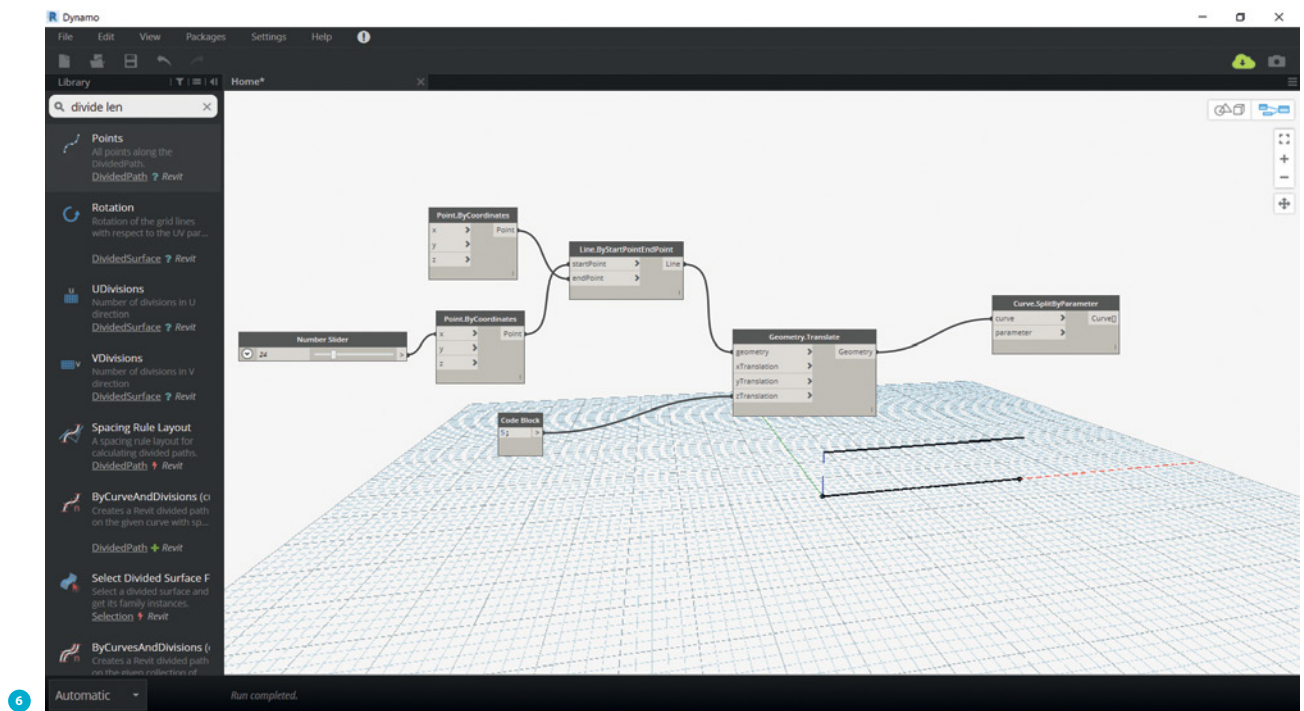 R Dynamo
File Edit View Packages Settings Help !
Library
Home*
divide len
Points
All points along the
DividedPath.
DividedPath ? Revit
Rotation
Rotation of the grid lines
with respect to the UV par...
DividedSurface ? Revit
U
UDivisions
Number of divisions in U
direction
DividedSurface ? Revit
V
VDivisions
Number of divisions in V
direction
DividedSurface ? Revit
Spacing Rule Layout
A spacing rule layout for
calculating divided paths.
DividedPath Revit
ByCurveAndDivisions (cu
Creates a Revit divided path
on the given curve with sp...
DividedPath + Revit
Select Divided Surface F
Select a divided surface and
get its family instances.
Selection Revit
ByCurvesAndDivisions (
Creates a Revit divided path
on the given collection of
Point.ByCoordinates
x > Point
y >
z >
Line.ByStartPointEndPoint
startPoint > Line
endPoint >
Number Slider
24 >
Point.ByCoordinates
x > Point
y >
z >
Code Block
5; >
Geometry.Translate
geometry > Geometry
xTranslation >
yTranslation >
zTranslation >
Curve.SplitByParameter
curve > Curve[]
parameter >
Automatic
Run completed.
6